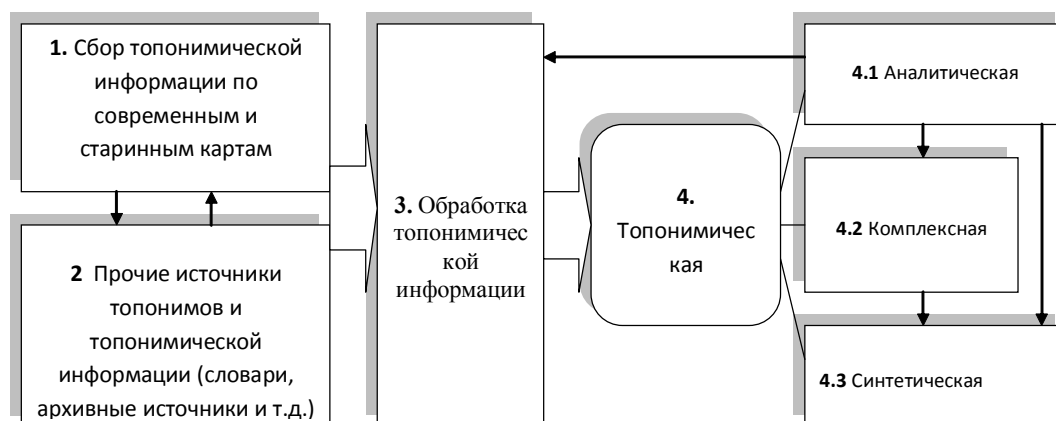 1. Сбор топонимической
информации по
современным и
старинным картам
2 Прочие источники
топонимов и
топонимической
информации (словари,
архивные источники и т.д.)
3. Обработка
топонимичес
кой
информации
4.
Топонимичес
кая
4.1 Аналитическая
4.2 Комплексная
4.3 Синтетическая